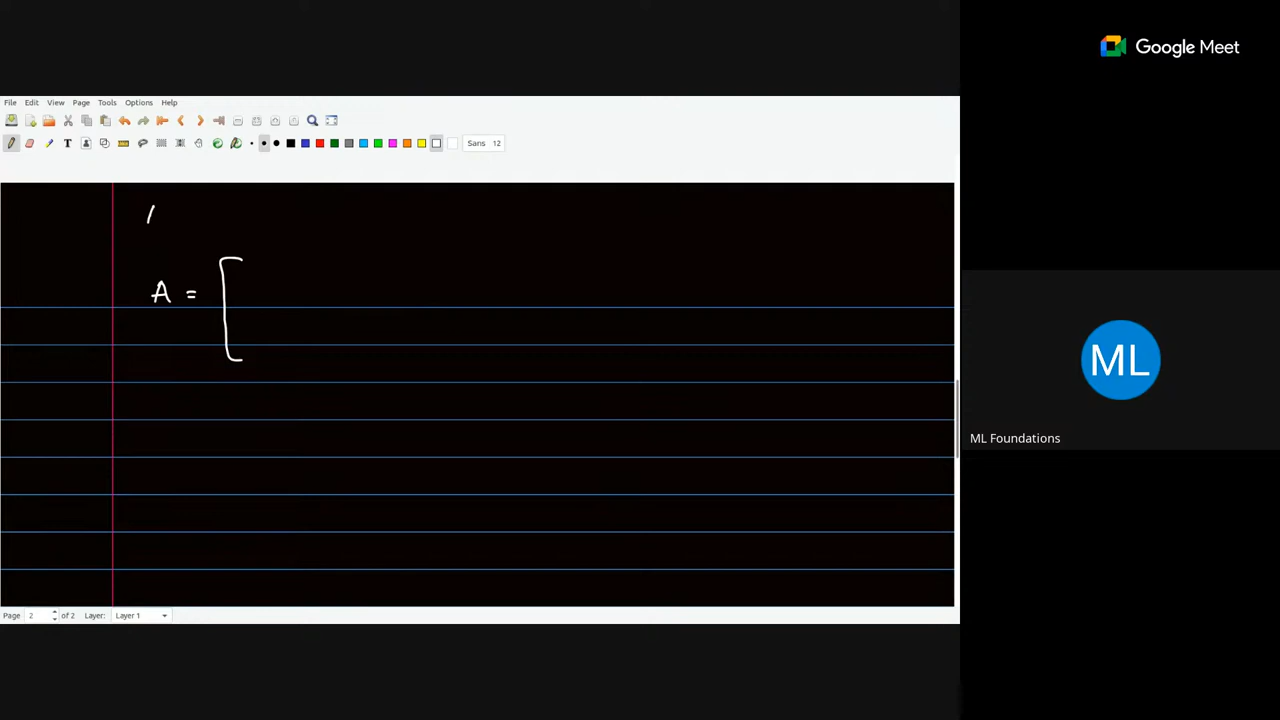 Google Meet
File Edit View Page Tools Options Help
T Sans 12
A = [
ML
ML Foundations
Page 2 of 2 Layer: Layer 1